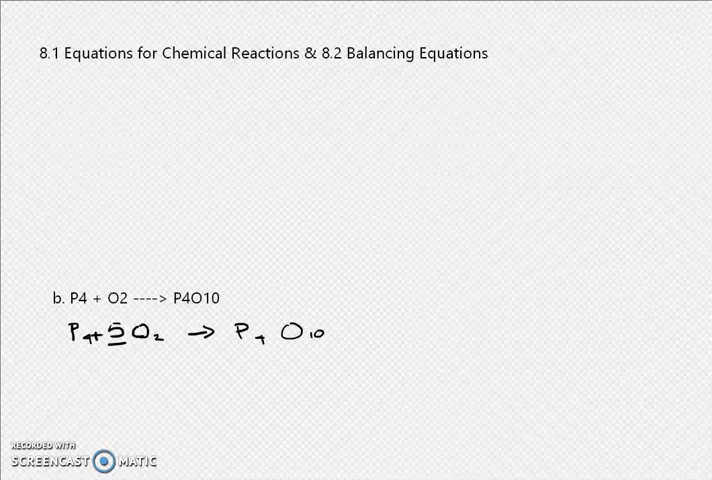 8.1 Equations for Chemical Reactions & 8.2 Balancing Equations
b. P4 + O2 ----> P4O10
P₄+ 5 O₂ → P₄ O₁₀
RECORDED WITH
SCREENCAST MATIC